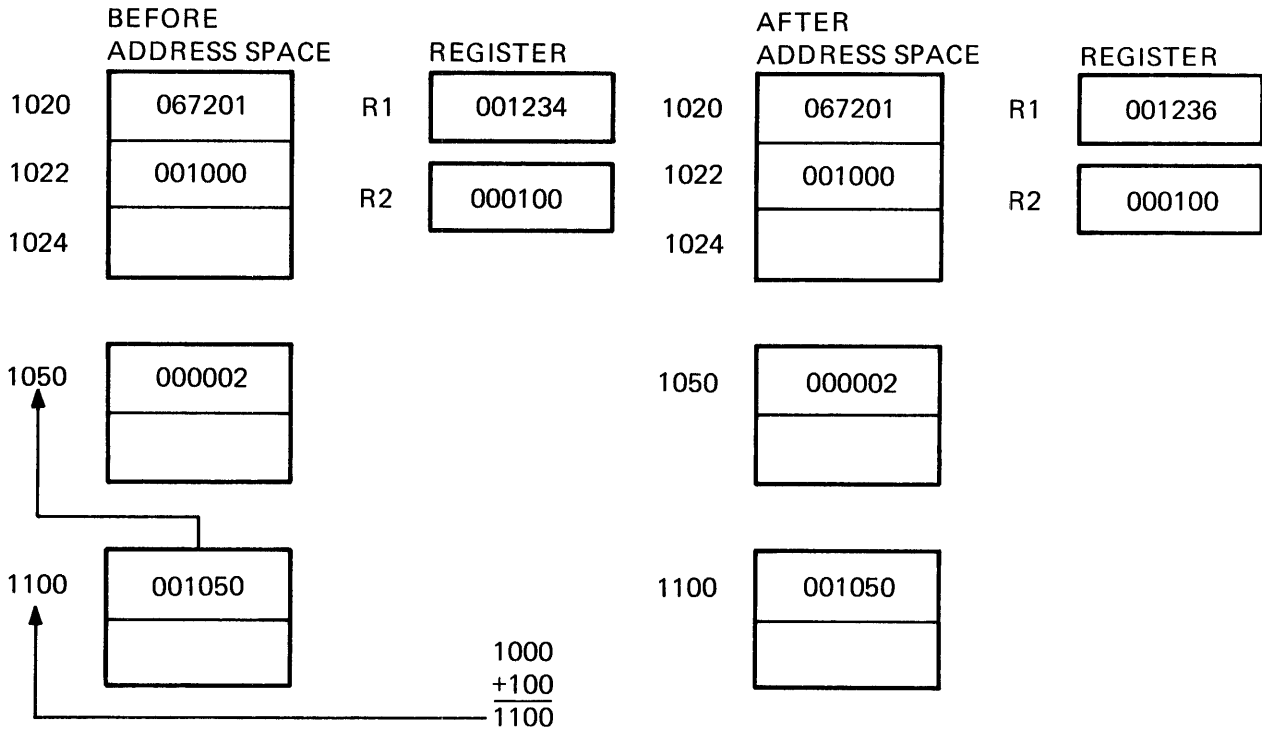 BEFORE
ADDRESS SPACE
REGISTER
1020
067201
R1
001234
1022
001000
R2
000100
1024
1050
000002
1100
001050
1000
+100
1100
AFTER
ADDRESS SPACE
REGISTER
1020
067201
R1
001236
1022
001000
R2
000100
1024
1050
000002
1100
001050